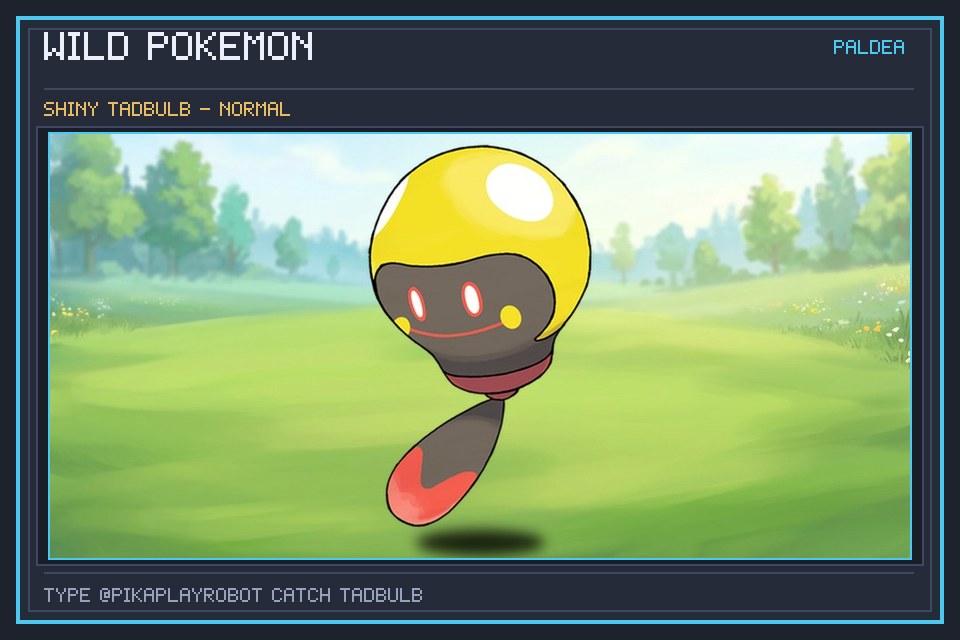 WILD POKEMON
PALDEA
SHINY TADBULB - NORMAL
TYPE @PIKAPLAYROBOT CATCH TADBULB